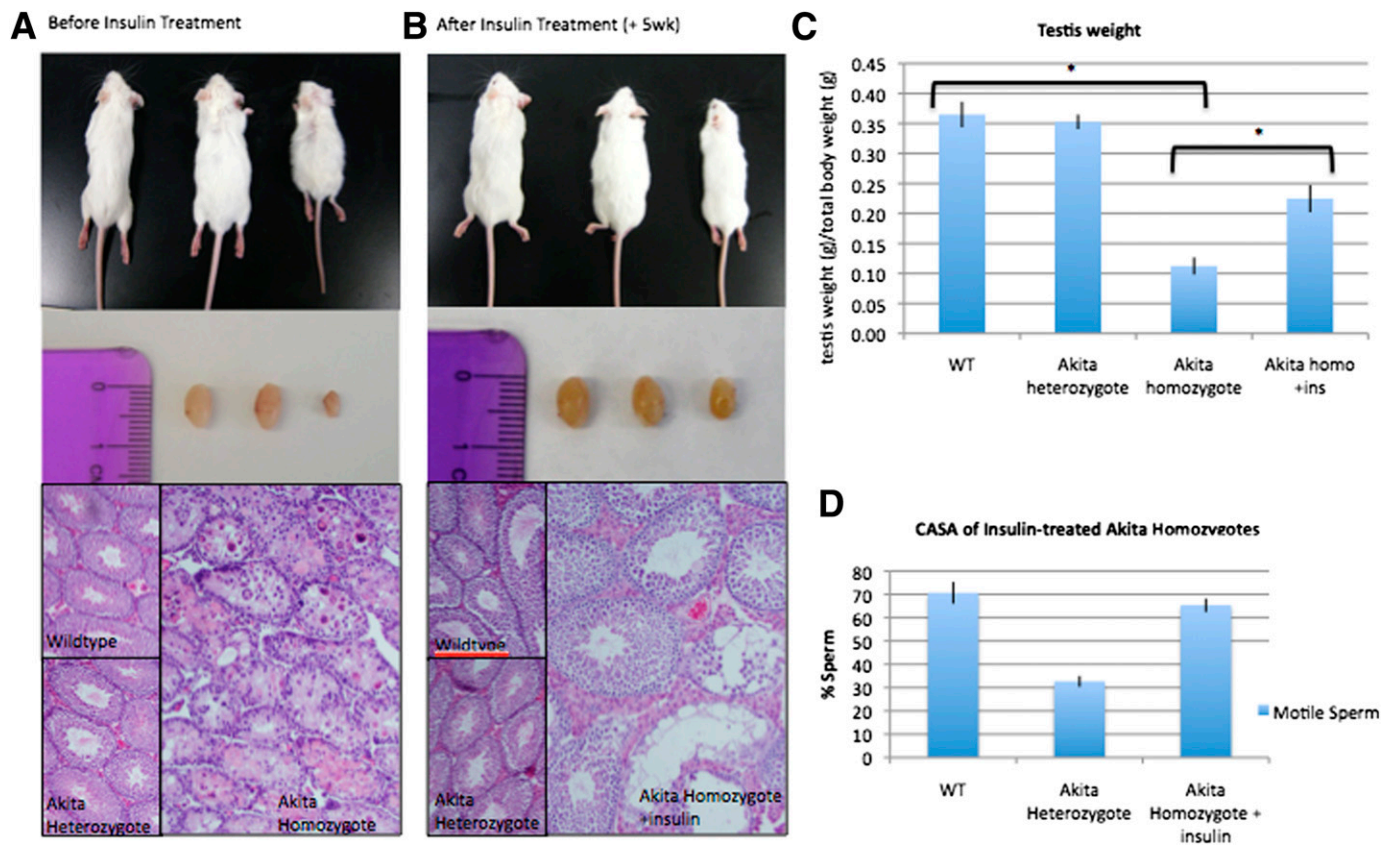 A
Before Insulin Treatment
0
1
C
Wildtype
Akita
Heterozygote
Akita
Homozygote
B
After Insulin Treatment (+ 5wk)
0
1
C
Wildtype
Akita
Heterozygote
Akita Homozygote
+insulin
C
Testis weight
testis weight (g)/total body weight (g)
0.45
0.40
0.35
0.30
0.25
0.20
0.15
0.10
0.05
0.00
*
*
WT
Akita
heterozygote
Akita
homozygote
Akita homo
+ins
D
CASA of Insulin-treated Akita Homozygotes
% Sperm
80
70
60
50
40
30
20
10
0
WT
Akita
Heterozygote
Akita
Homozygote +
insulin
Motile Sperm